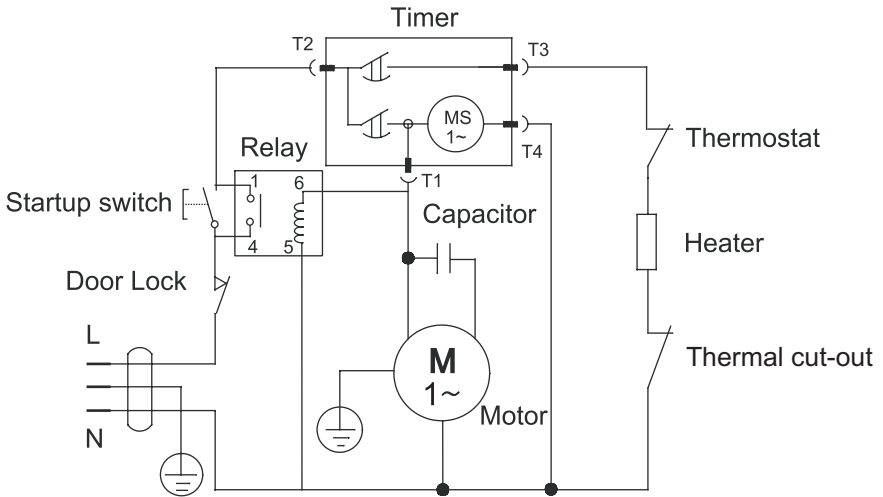 Timer
T2
T3
MS
1~
T4
Relay
Thermostat
1
6
T1
Startup switch
Capacitor
4
5
Heater
Door Lock
L
M
1~
Thermal cut-out
Motor
N